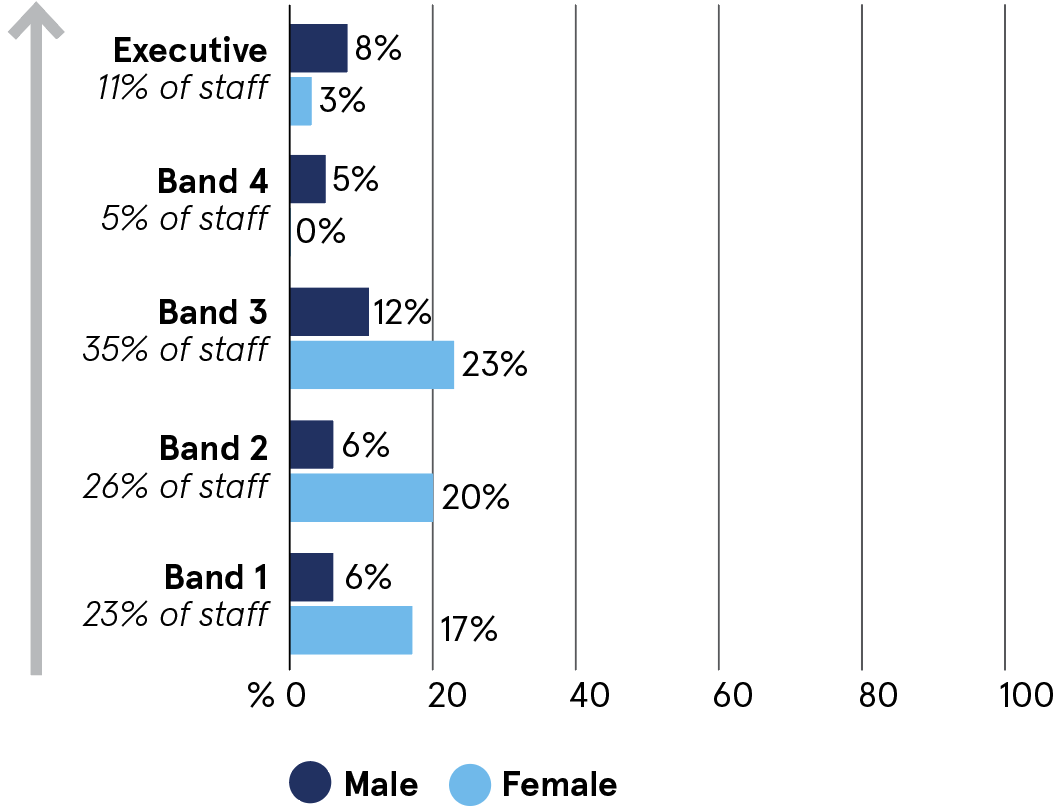 Executive
11% of staff
8%
3%
Band 4
5% of staff
5%
0%
Band 3
35% of staff
12%
23%
Band 2
26% of staff
6%
20%
Band 1
23% of staff
6%
17%
% 0 20 40 60 80 100
Male Female